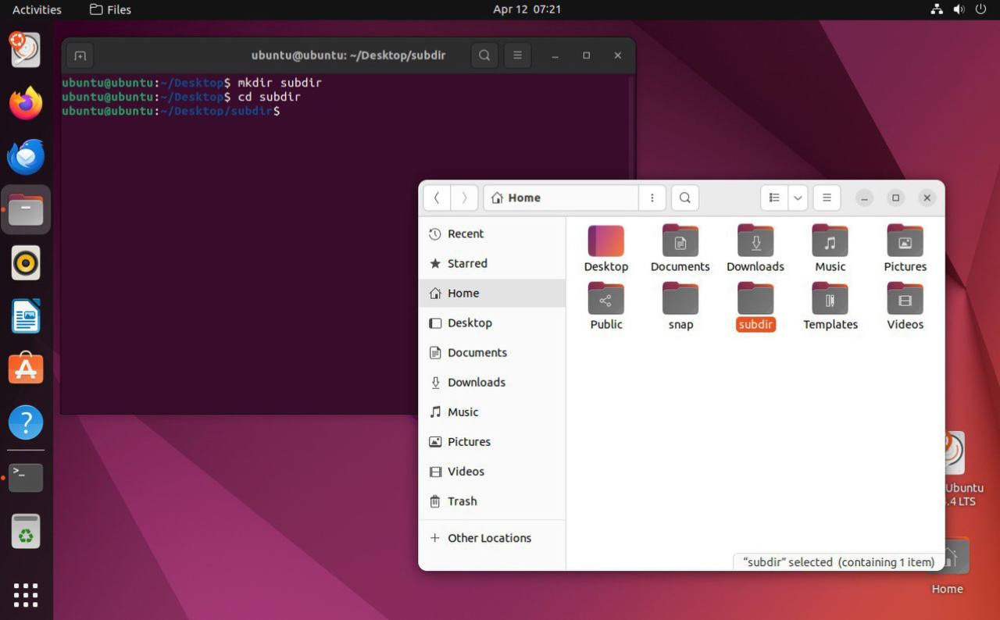 Activities
Files
Apr 12 07:21
ubuntu@ubuntu: ~/Desktop/subdir
ubuntu@ubuntu:~/Desktop$ mkdir subdir
ubuntu@ubuntu:~/Desktop$ cd subdir
ubuntu@ubuntu:~/Desktop/subdir$
Home
Recent
Starred
Home
Desktop
Documents
Downloads
Music
Pictures
Videos
Trash
+ Other Locations
Desktop
Documents
Downloads
Music
Pictures
Public
snap
subdir
Templates
Videos
“subdir” selected (containing 1 item)
Ubuntu
.4 LTS
Home